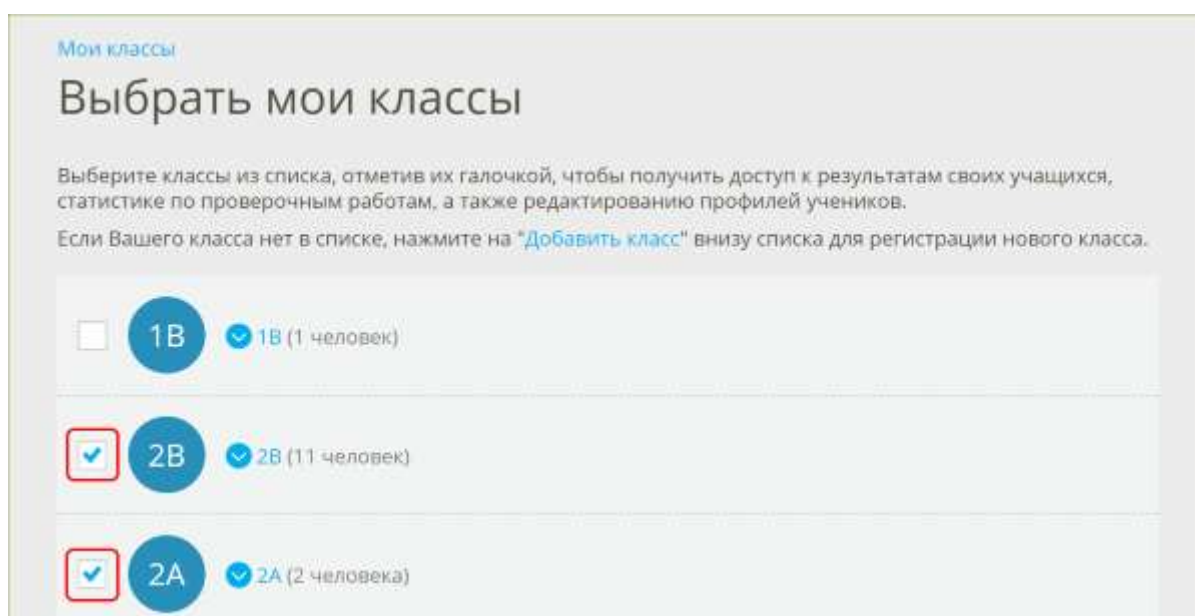 Мои классы
Выбрать мои классы
Выберите классы из списка, отметив их галочкой, чтобы получить доступ к результатам своих учащихся,
статистике по проверочным работам, а также редактированию профилей учеников.
Если Вашего класса нет в списке, нажмите на "Добавить класс" внизу списка для регистрации нового класса.
1В 1В (1 человек)
2В 2В (11 человек)
2А 2А (2 человека)